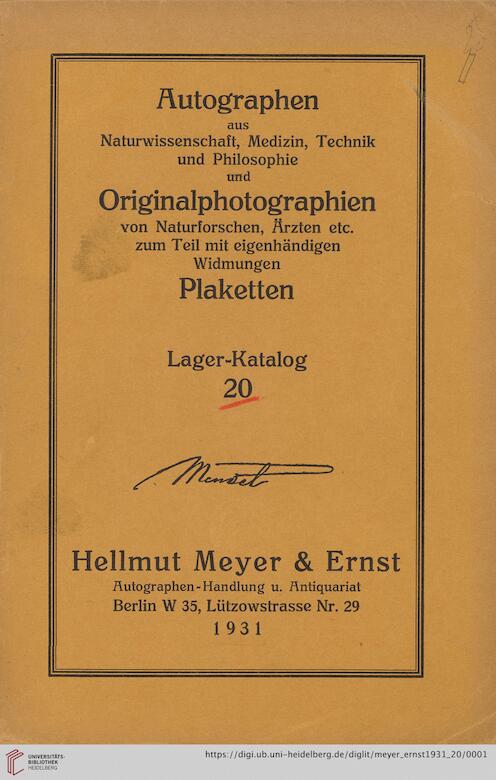 Autographen
aus
Naturwissenschaft, Medizin, Technik
und Philosophie
und
Originalphotographien
von Naturforschen, Ärzten etc.
zum Teil mit eigenhändigen
Widmungen
Plaketten
Lager-Katalog
20
Hellmut Meyer & Ernst
Autographen-Handlung u. Antiquariat
Berlin W 35, Lützowstrasse Nr. 29
1931
UNIVERSITÄTS-
BIBLIOTHEK
HEIDELBERG
https://digi.ub.uni-heidelberg.de/diglit/meyer_ernst1931_20/0001